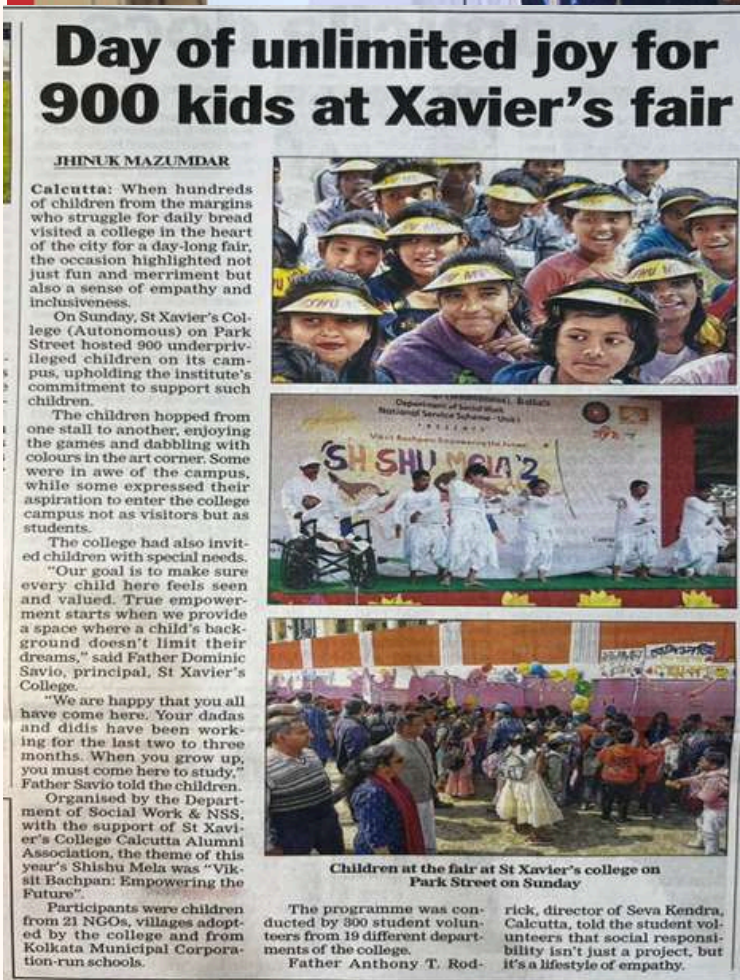 Day of unlimited joy for
900 kids at Xavier's fair
JHINUK MAZUMDAR
Calcutta: When hundreds
of children from the margins
who struggle for daily bread
visited a college in the heart
of the city for a day-long fair,
the occasion highlighted not
just fun and merriment but
also a sense of empathy and
inclusiveness.
On Sunday, St Xavier's Col-
lege (Autonomous) on Park
Street hosted 900 underpriv-
ileged children on its cam-
pus, upholding the institute's
commitment to support such
children.
The children hopped from
one stall to another, enjoying
the games and dabbling with
colours in the art corner. Some
were in awe of the campus,
while some expressed their
aspiration to enter the college
campus not as visitors but as
students.
The college had also invit-
ed children with special needs.
"Our goal is to make sure
every child here feels seen
and valued. True empower-
ment starts when we provide
a space where a child's back-
ground doesn't limit their
dreams," said Father Dominic
Savio, principal, St Xavier's
College.
"We are happy that you all
have come here. Your dadas
and didis have been work-
ing for the last two to three
months. When you grow up,
you must come here to study,"
Father Savio told the children.
Organised by the Depart-
ment of Social Work & NSS,
with the support of St Xavi-
er's College Calcutta Alumni
Association, the theme of this
year's Shishu Mela was "Vik-
sit Bachpan: Empowering the
Future".
Participants were children
from 21 NGOs, villages adopt-
ed by the college and from
Kolkata Municipal Corpora-
tion-run schools.
Department of Social Work
National Service Scheme - Unit I
PRESENTS
Viksit Bachpan: Empowering the Future
SH SHU MELA '2
Children at the fair at St Xavier's college on
Park Street on Sunday
The programme was con-
ducted by 300 student volun-
teers from 19 different depart-
ments of the college.
Father Anthony T. Rod-
rick, director of Seva Kendra,
Calcutta, told the student vol-
unteers that social responsi-
bility isn't just a project, but
it's a lifestyle of empathy.